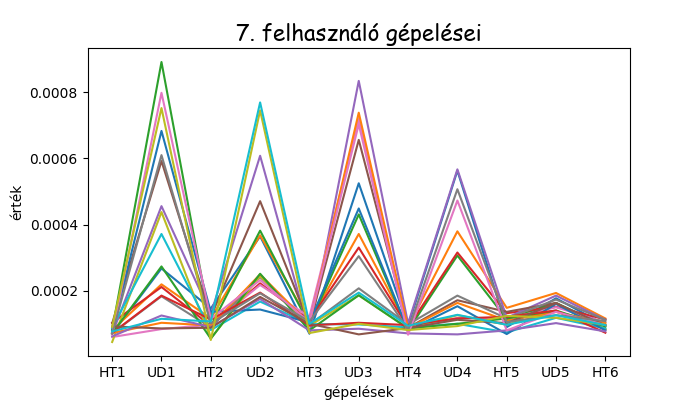 7. felhasználó gépelései
0.0008
0.0006
0.0004
0.0002
érték
HT1 UD1 HT2 UD2 HT3 UD3 HT4 UD4 HT5 UD5 HT6
gépelések